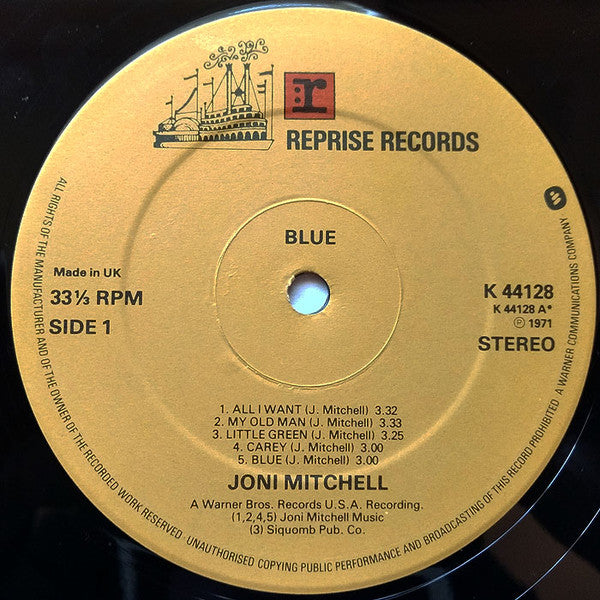 r
REPRISE RECORDS
BLUE
Made in UK
33⅓ RPM
SIDE 1
K 44128
K 44128 A*
℗ 1971
STEREO
1. ALL I WANT (J. Mitchell) 3.32
2. MY OLD MAN (J. Mitchell) 3.33
3. LITTLE GREEN (J. Mitchell) 3.25
4. CAREY (J. Mitchell) 3.00
5. BLUE (J. Mitchell) 3.00
JONI MITCHELL
A Warner Bros. Records U.S.A. Recording.
(1,2,4,5) Joni Mitchell Music
(3) Siquomb Pub. Co.
ALL RIGHTS OF THE MANUFACTURER AND OF THE OWNER OF THE RECORDED WORK RESERVED · UNAUTHORISED COPYING PUBLIC PERFORMANCE AND BROADCASTING OF THIS RECORD PROHIBITED · A WARNER COMMUNICATIONS COMPANY